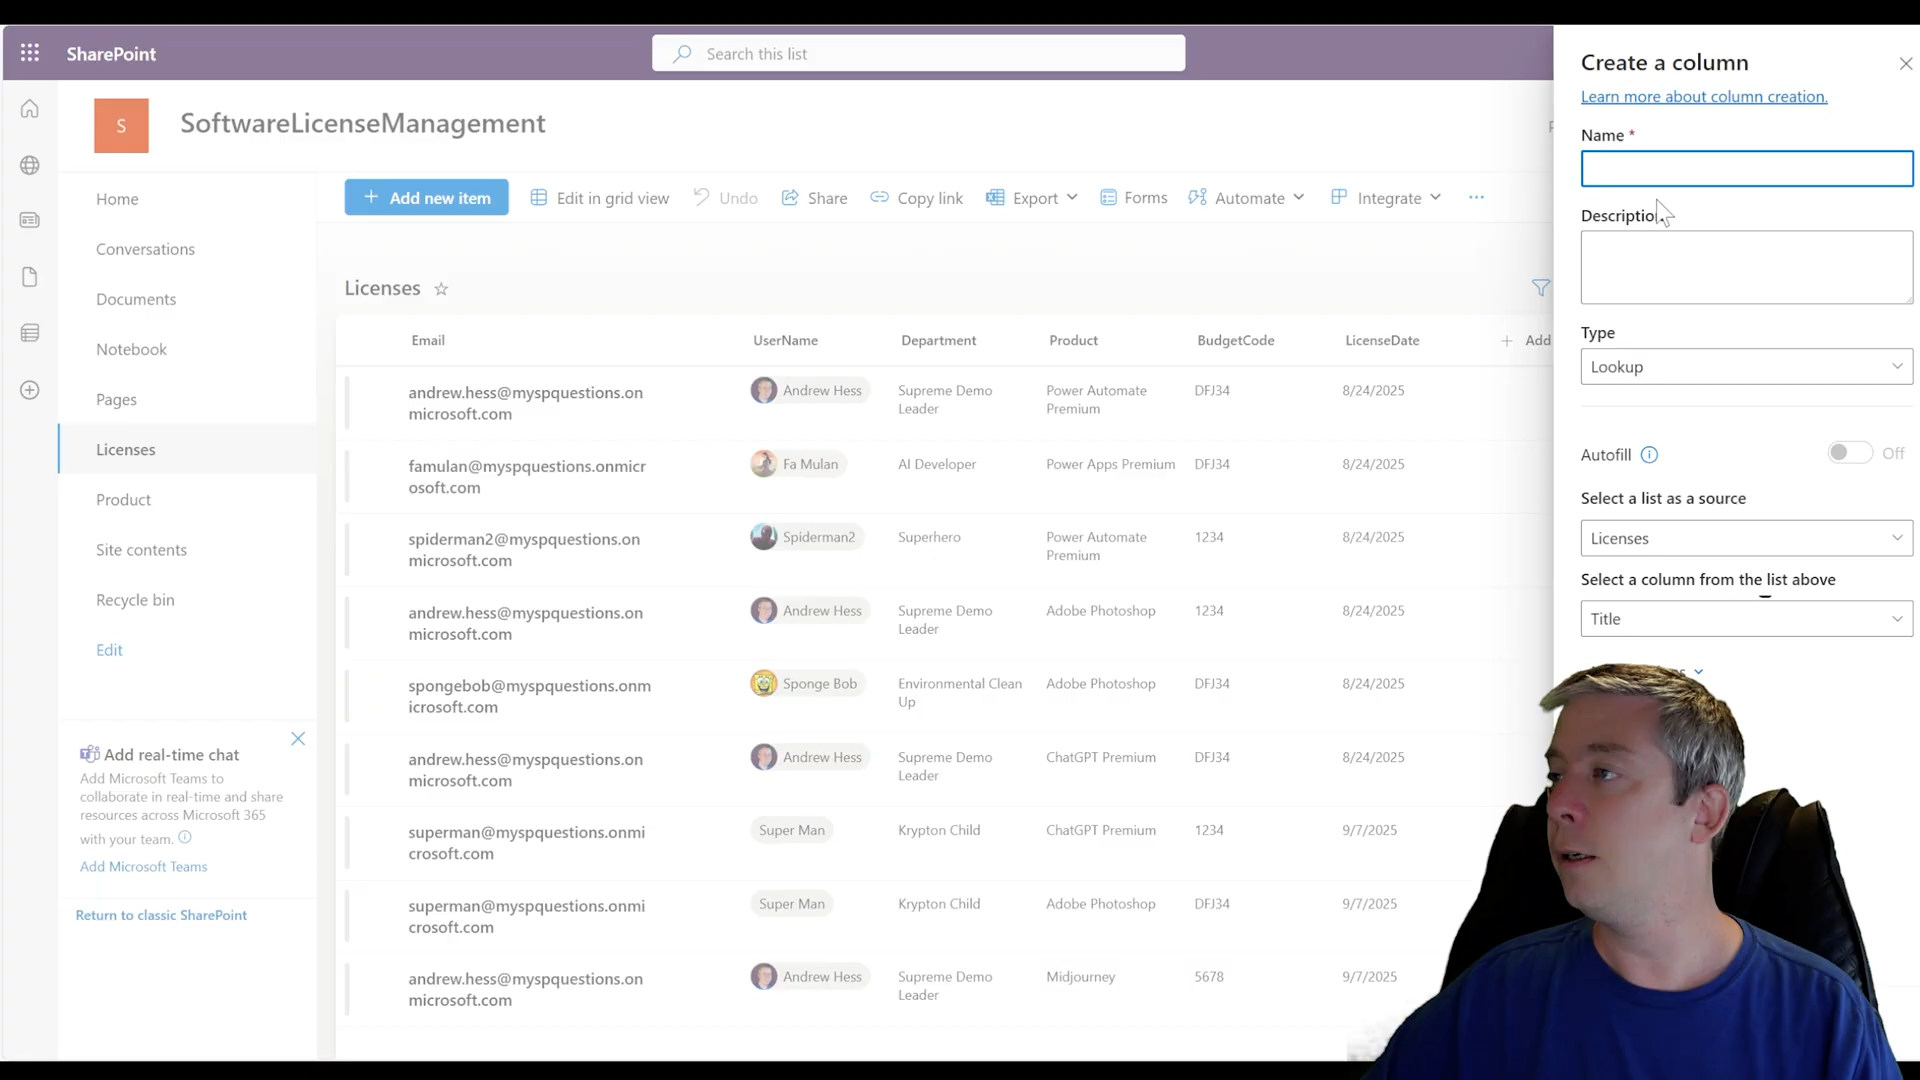 SharePoint
Search this list
Create a column
Learn more about column creation.
S
SoftwareLicenseManagement
Name *
Description
Type
Lookup
Autofill
Off
Select a list as a source
Licenses
Select a column from the list above
Title
Home
Conversations
Documents
Notebook
Pages
Licenses
Product
Site contents
Recycle bin
Edit
Add real-time chat
Add Microsoft Teams to
collaborate in real-time and share
resources across Microsoft 365
with your team.
Add Microsoft Teams
Return to classic SharePoint
+ Add new item
Edit in grid view
Undo
Share
Copy link
Export
Forms
Automate
Integrate
...
Licenses
Email UserName Department Product BudgetCode LicenseDate + Add
andrew.hess@myspquestions.on
microsoft.com
Andrew Hess
Supreme Demo
Leader
Power Automate
Premium
DFJ34
8/24/2025
famulan@myspquestions.onmicr
osoft.com
Fa Mulan
AI Developer
Power Apps Premium
DFJ34
8/24/2025
spiderman2@myspquestions.on
microsoft.com
Spiderman2
Superhero
Power Automate
Premium
1234
8/24/2025
andrew.hess@myspquestions.on
microsoft.com
Andrew Hess
Supreme Demo
Leader
Adobe Photoshop
1234
8/24/2025
spongebob@myspquestions.onm
icrosoft.com
Sponge Bob
Environmental Clean
Up
Adobe Photoshop
DFJ34
8/24/2025
andrew.hess@myspquestions.on
microsoft.com
Andrew Hess
Supreme Demo
Leader
ChatGPT Premium
DFJ34
8/24/2025
superman@myspquestions.onmi
crosoft.com
Super Man
Krypton Child
ChatGPT Premium
1234
9/7/2025
superman@myspquestions.onmi
crosoft.com
Super Man
Krypton Child
Adobe Photoshop
DFJ34
9/7/2025
andrew.hess@myspquestions.on
microsoft.com
Andrew Hess
Supreme Demo
Leader
Midjourney
5678
9/7/2025